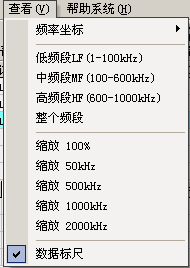 查看(V) 帮助系统(H)
频率坐标
低频段LF(1-100kHz)
中频段MF(100-600kHz)
高频段HF(600-1000kHz)
整个频段
缩放 100%
缩放 50kHz
缩放 500kHz
缩放 1000kHz
缩放 2000kHz
数据标尺